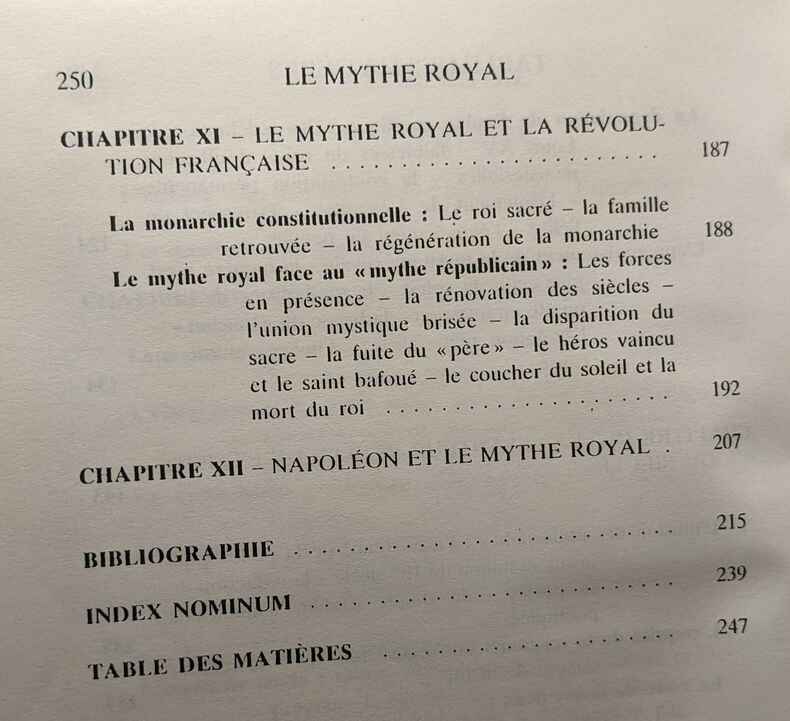 250 LE MYTHE ROYAL
CHAPITRE XI – LE MYTHE ROYAL ET LA RÉVOLU-
TION FRANÇAISE . . . . . . . . . . . . . . . . . . . . . . . . 187
La monarchie constitutionnelle : Le roi sacré – la famille
retrouvée – la régénération de la monarchie 188
Le mythe royal face au « mythe républicain » : Les forces
en présence – la rénovation des siècles –
l'union mystique brisée – la disparition du
sacre – la fuite du « père » – le héros vaincu
et le saint bafoué – le coucher du soleil et la
mort du roi . . . . . . . . . . . . . . . . . . . . . 192
CHAPITRE XII – NAPOLÉON ET LE MYTHE ROYAL . 207
BIBLIOGRAPHIE . . . . . . . . . . . . . . . . . . . . . . . . . . . 215
INDEX NOMINUM . . . . . . . . . . . . . . . . . . . . . . . . . . 239
TABLE DES MATIÈRES . . . . . . . . . . . . . . . . . . . . . 247